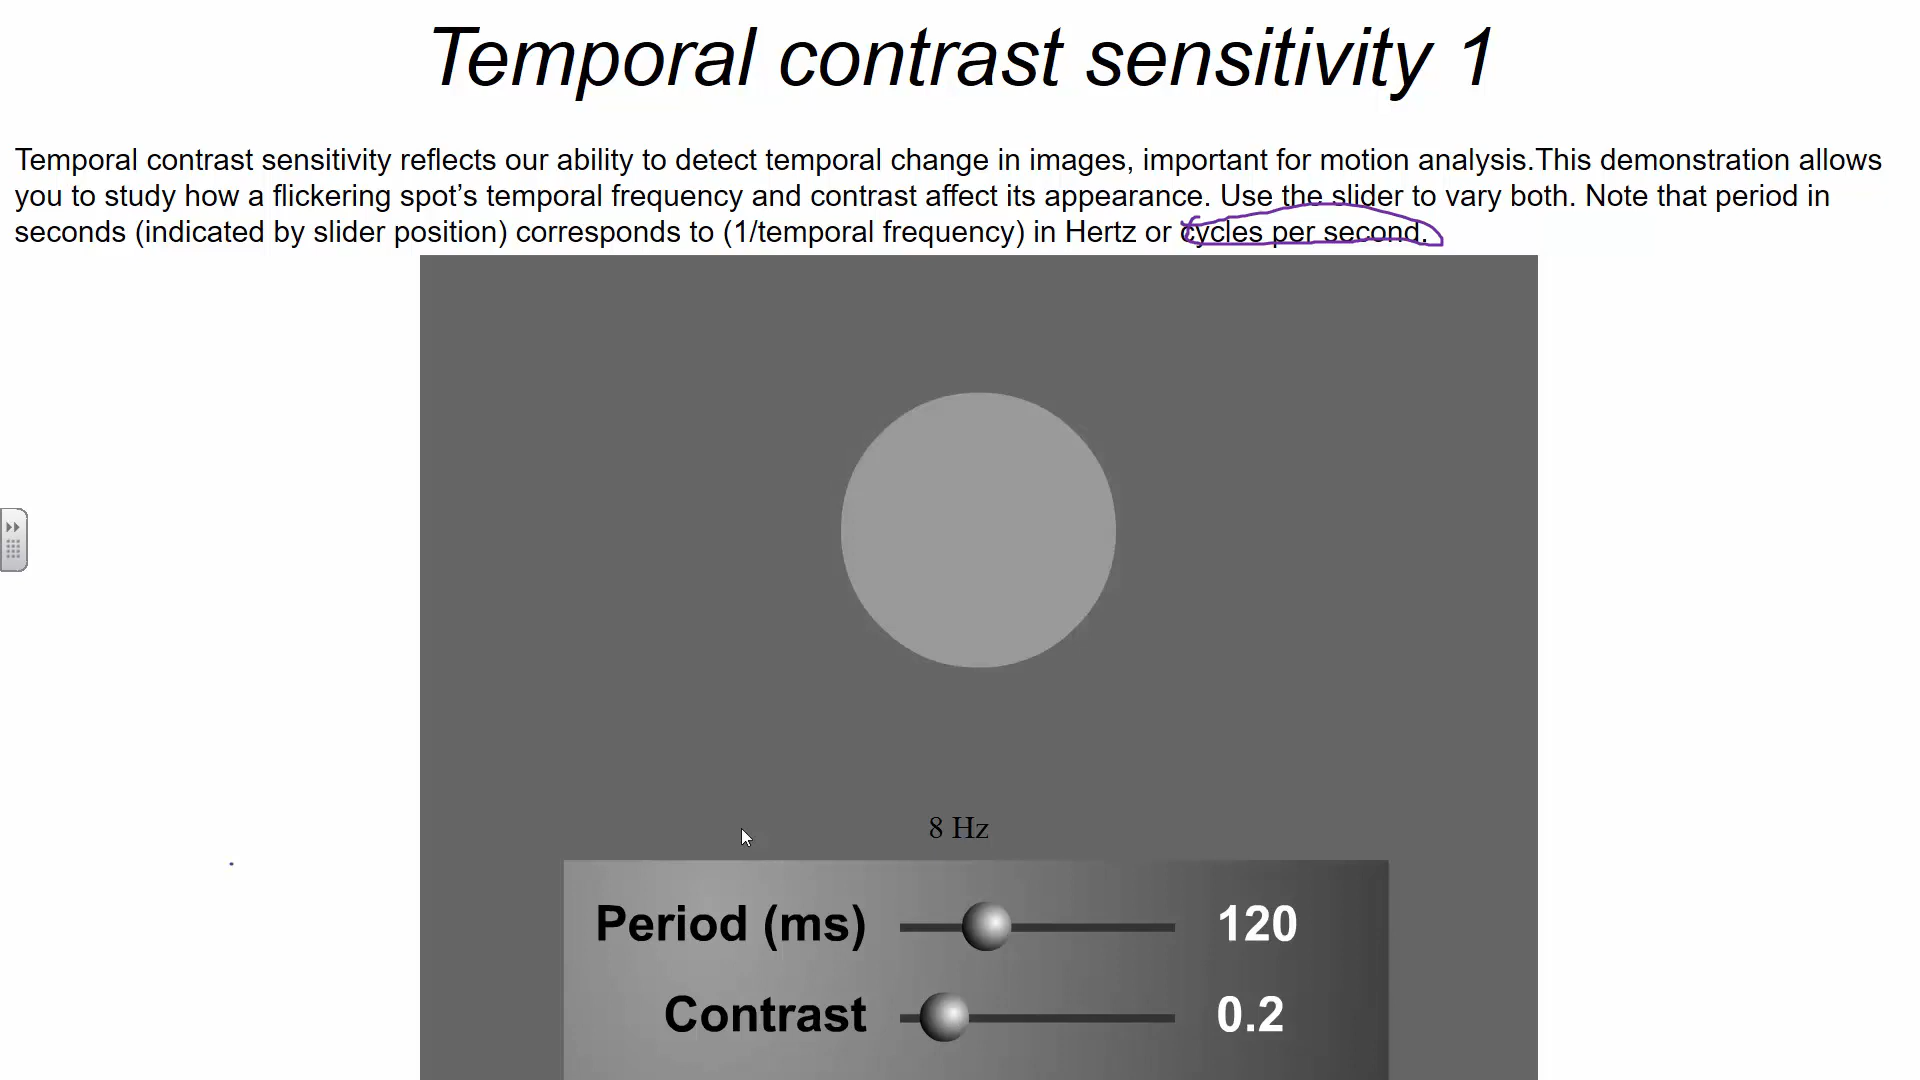 Temporal contrast sensitivity 1
Temporal contrast sensitivity reflects our ability to detect temporal change in images, important for motion analysis.This demonstration allows
you to study how a flickering spot’s temporal frequency and contrast affect its appearance. Use the slider to vary both. Note that period in
seconds (indicated by slider position) corresponds to (1/temporal frequency) in Hertz or cycles per second.
8 Hz
Period (ms) 120
Contrast 0.2